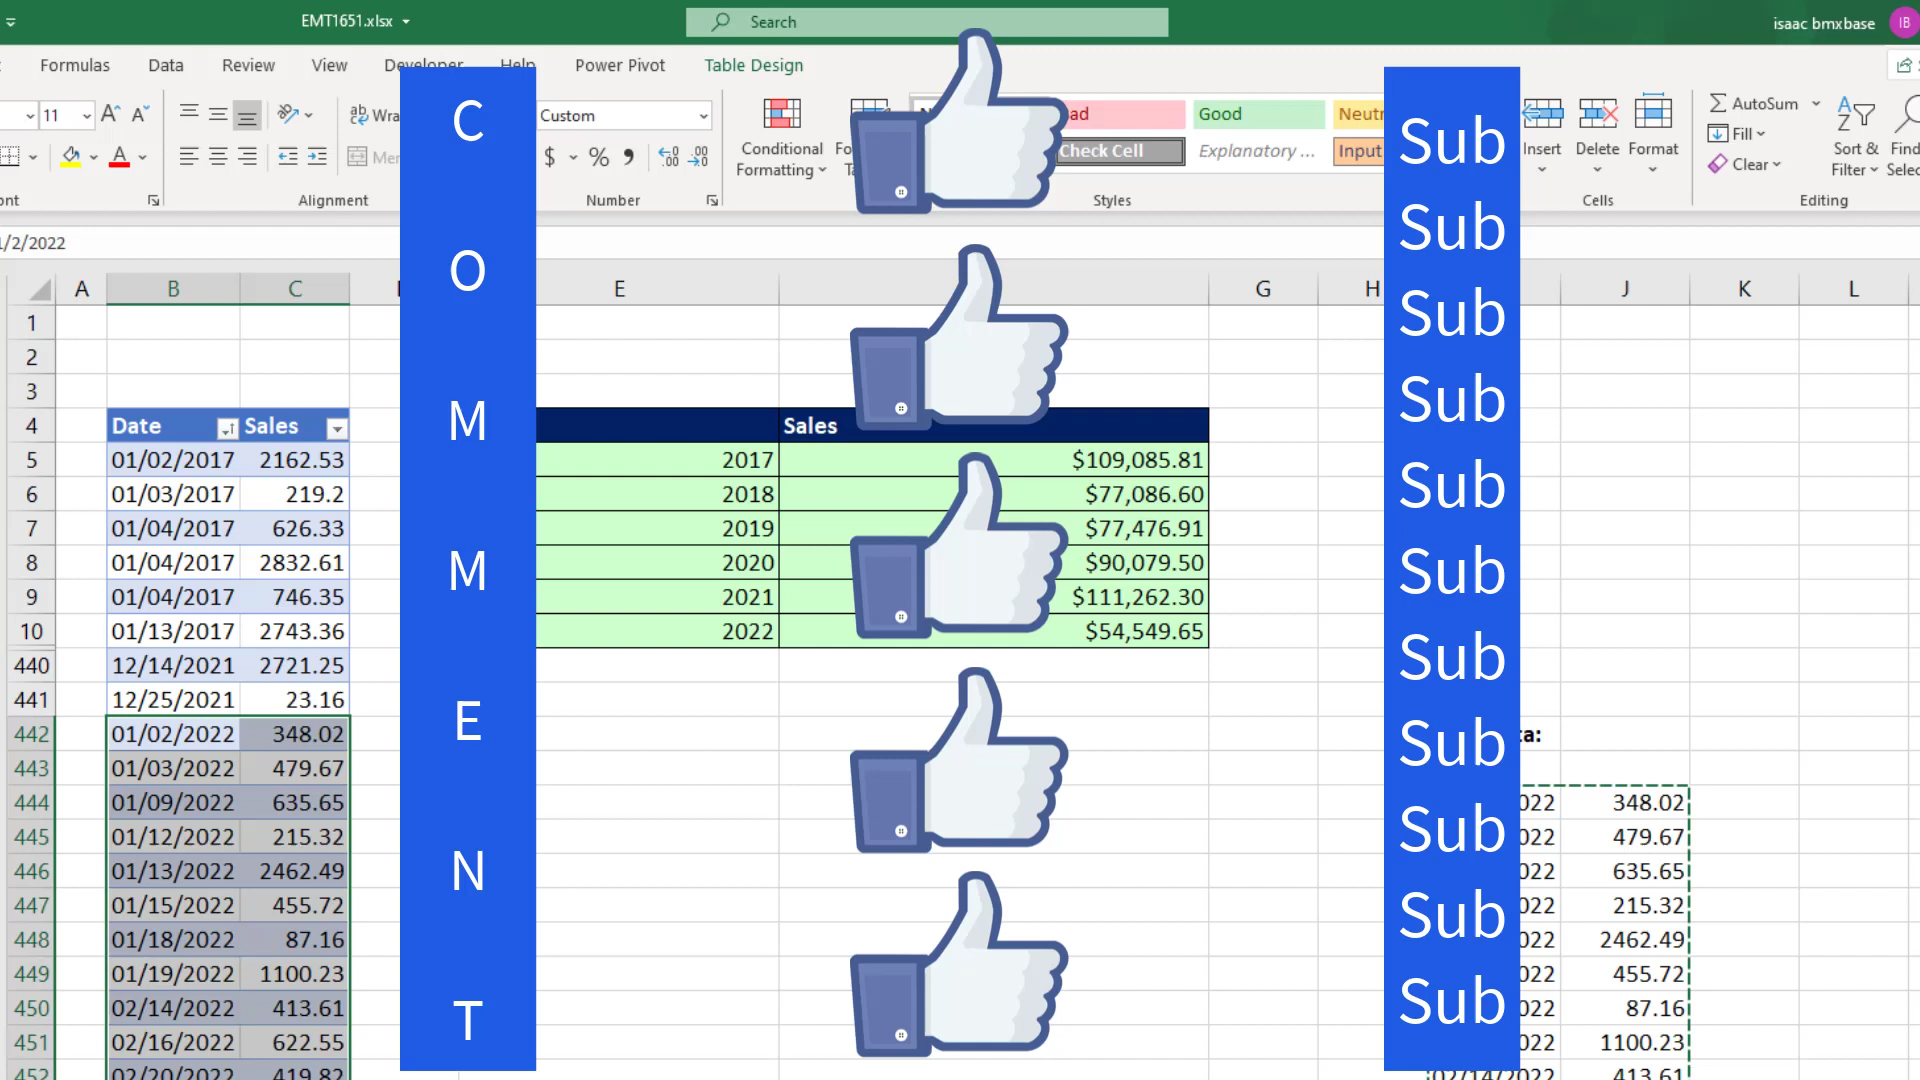 EMT1651.xlsx
Search
isaac bmxbase
IB
Formulas Data Review View Developer Help Power Pivot Table Design
11
Custom
Good
Check Cell
Explanatory ...
Input
Conditional
Formatting
Insert Delete Format
AutoSum
Fill
Clear
Sort &
Filter
Alignment Number Styles Cells Editing
/2/2022
A B C E G H J K L
1
2
3
4 Date Sales Sales
5 01/02/2017 2162.53 2017 $109,085.81
6 01/03/2017 219.2 2018 $77,086.60
7 01/04/2017 626.33 2019 $77,476.91
8 01/04/2017 2832.61 2020 $90,079.50
9 01/04/2017 746.35 2021 $111,262.30
10 01/13/2017 2743.36 2022 $54,549.65
440 12/14/2021 2721.25
441 12/25/2021 23.16
442 01/02/2022 348.02
443 01/03/2022 479.67
444 01/09/2022 635.65 022 348.02
445 01/12/2022 215.32 022 479.67
446 01/13/2022 2462.49 022 635.65
447 01/15/2022 455.72 022 215.32
448 01/18/2022 87.16 022 2462.49
449 01/19/2022 1100.23 022 455.72
450 02/14/2022 413.61 022 87.16
451 02/16/2022 622.55 022 1100.23
452 02/20/2022 419.82 02/14/2022 413.61
C
O
M
M
E
N
T
Sub
Sub
Sub
Sub
Sub
Sub
Sub
Sub
Sub
Sub
Sub